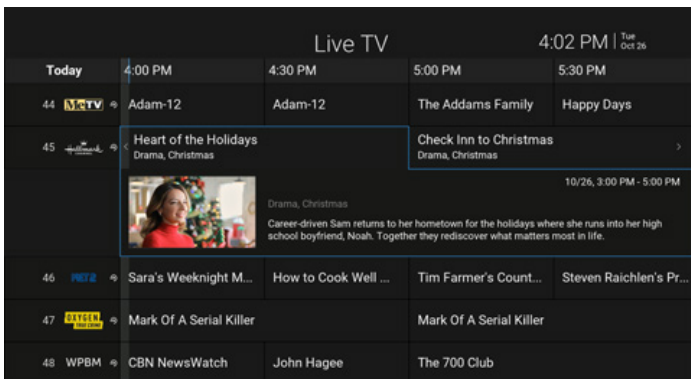 Live TV
4:02 PM
Tue
Oct 26
Today 4:00 PM 4:30 PM 5:00 PM 5:30 PM
44 MeTV Adam-12 Adam-12 The Addams Family Happy Days
45 Hallmark CHANNEL Heart of the Holidays Check Inn to Christmas
Drama, Christmas Drama, Christmas
10/26, 3:00 PM - 5:00 PM
Drama, Christmas
Career-driven Sam returns to her hometown for the holidays where she runs into her high
school boyfriend, Noah. Together they rediscover what matters most in life.
46 Sara's Weeknight M... How to Cook Well ... Tim Farmer's Count... Steven Raichlen's Pr...
47 OXYGEN TRUE CRIME Mark Of A Serial Killer Mark Of A Serial Killer
48 WPBM CBN NewsWatch John Hagee The 700 Club